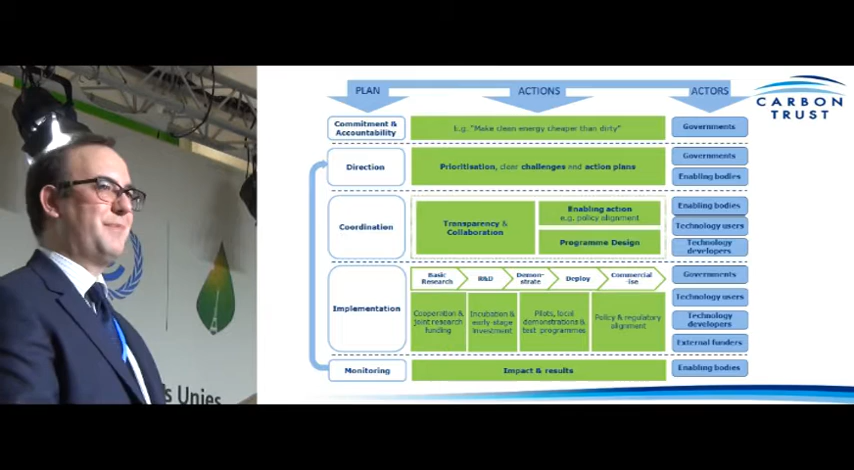 PLAN
ACTIONS
ACTORS
CARBON
TRUST
Commitment &
Accountability
E.g. "Make clean energy cheaper than dirty"
Governments
Direction
Prioritisation, clear challenges and action plans
Governments
Enabling bodies
Coordination
Transparency &
Collaboration
Enabling action
e.g. policy alignment
Programme Design
Enabling bodies
Technology users
Technology
developers
Implementation
Basic
Research
R&D
Demon-
strate
Deploy
Commercial
-ise
Cooperation &
joint research
funding
Incubation &
early stage
investment
Pilots, local
demonstrations &
test programmes
Policy & regulatory
alignment
Governments
Technology users
Technology
developers
External funders
Monitoring
Impact & results
Enabling bodies
s Unies